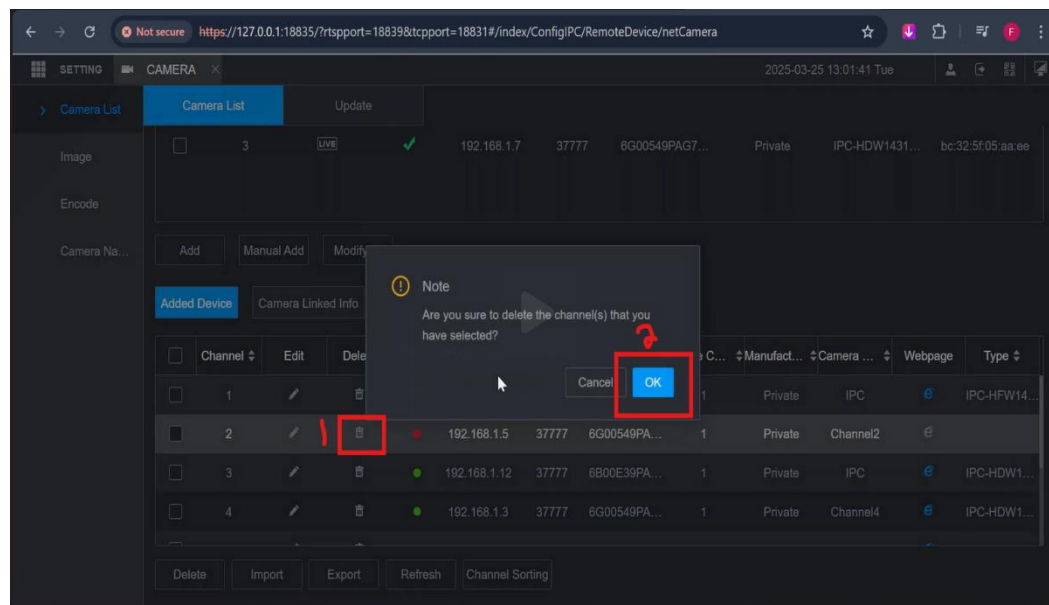 Not secure https://127.0.0.1:18835/?rtspport=18839&tcpport=18831#/index/ConfigIPC/RemoteDevice/netCamera F
SETTING CAMERA 2025-03-25 13:01:41 Tue
Camera List
Image
Encode
Camera Na...
Camera List Update
3 LIVE 192.168.1.7 37777 6G00549PAG7... Private IPC-HDW1431... bc:32:5f:05:aa:ee
Add Manual Add Modify
Added Device Camera Linked Info
Note
Are you sure to delete the channel(s) that you
have selected?
2
Cancel OK
Channel Edit Dele C... Manufact... Camera ... Webpage Type
1 1 Private IPC IPC-HFW14...
1
2 192.168.1.5 37777 6G00549PA... 1 Private Channel2
3 192.168.1.12 37777 6B00E39PA... 1 Private IPC IPC-HDW1...
4 192.168.1.3 37777 6G00549PA... 1 Private Channel4 IPC-HDW1...
Delete Import Export Refresh Channel Sorting